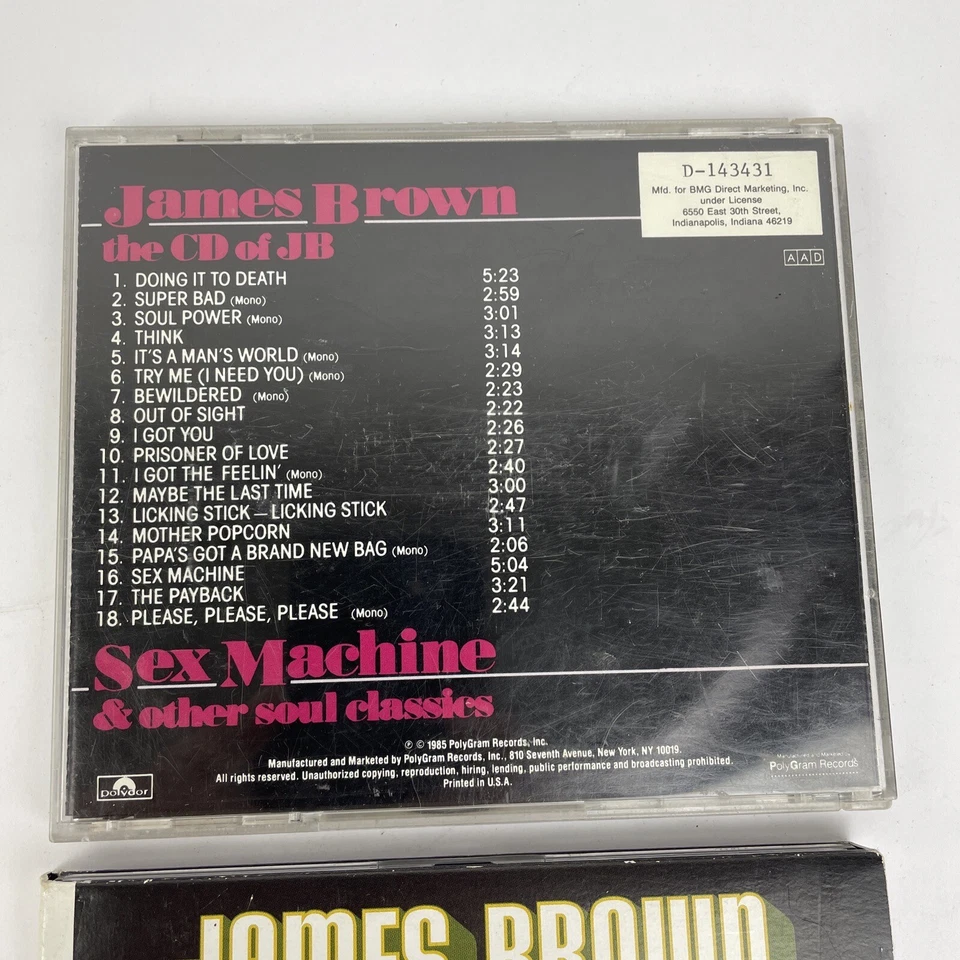 D-143431
Mfd. for BMG Direct Marketing, Inc.
under License
6550 East 30th Street,
Indianapolis, Indiana 46219
James Brown
the CD of JB
AAD
1. DOING IT TO DEATH 5:23
2. SUPER BAD (Mono) 2:59
3. SOUL POWER (Mono) 3:01
4. THINK 3:13
5. IT'S A MAN'S WORLD (Mono) 3:14
6. TRY ME (I NEED YOU) (Mono) 2:29
7. BEWILDERED (Mono) 2:23
8. OUT OF SIGHT 2:22
9. I GOT YOU 2:26
10. PRISONER OF LOVE 2:27
11. I GOT THE FEELIN' (Mono) 2:40
12. MAYBE THE LAST TIME 3:00
13. LICKING STICK – LICKING STICK 2:47
14. MOTHER POPCORN 3:11
15. PAPA'S GOT A BRAND NEW BAG (Mono) 2:06
16. SEX MACHINE 5:04
17. THE PAYBACK 3:21
18. PLEASE, PLEASE, PLEASE (Mono) 2:44
Sex Machine
& other soul classics
℗ © 1985 PolyGram Records, Inc.
Manufactured and Marketed by PolyGram Records, Inc., 810 Seventh Avenue, New York, NY 10019.
All rights reserved. Unauthorized copying, reproduction, hiring, lending, public performance and broadcasting prohibited.
Printed in U.S.A.
polydor
Manufactured and Marketed by
PolyGram Records
JAMES BROWN